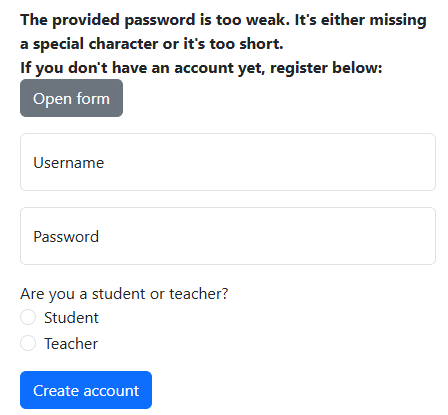 The provided password is too weak. It's either missing
a special character or it's too short.
If you don't have an account yet, register below:
Open form
Username
Password
Are you a student or teacher?
Student
Teacher
Create account